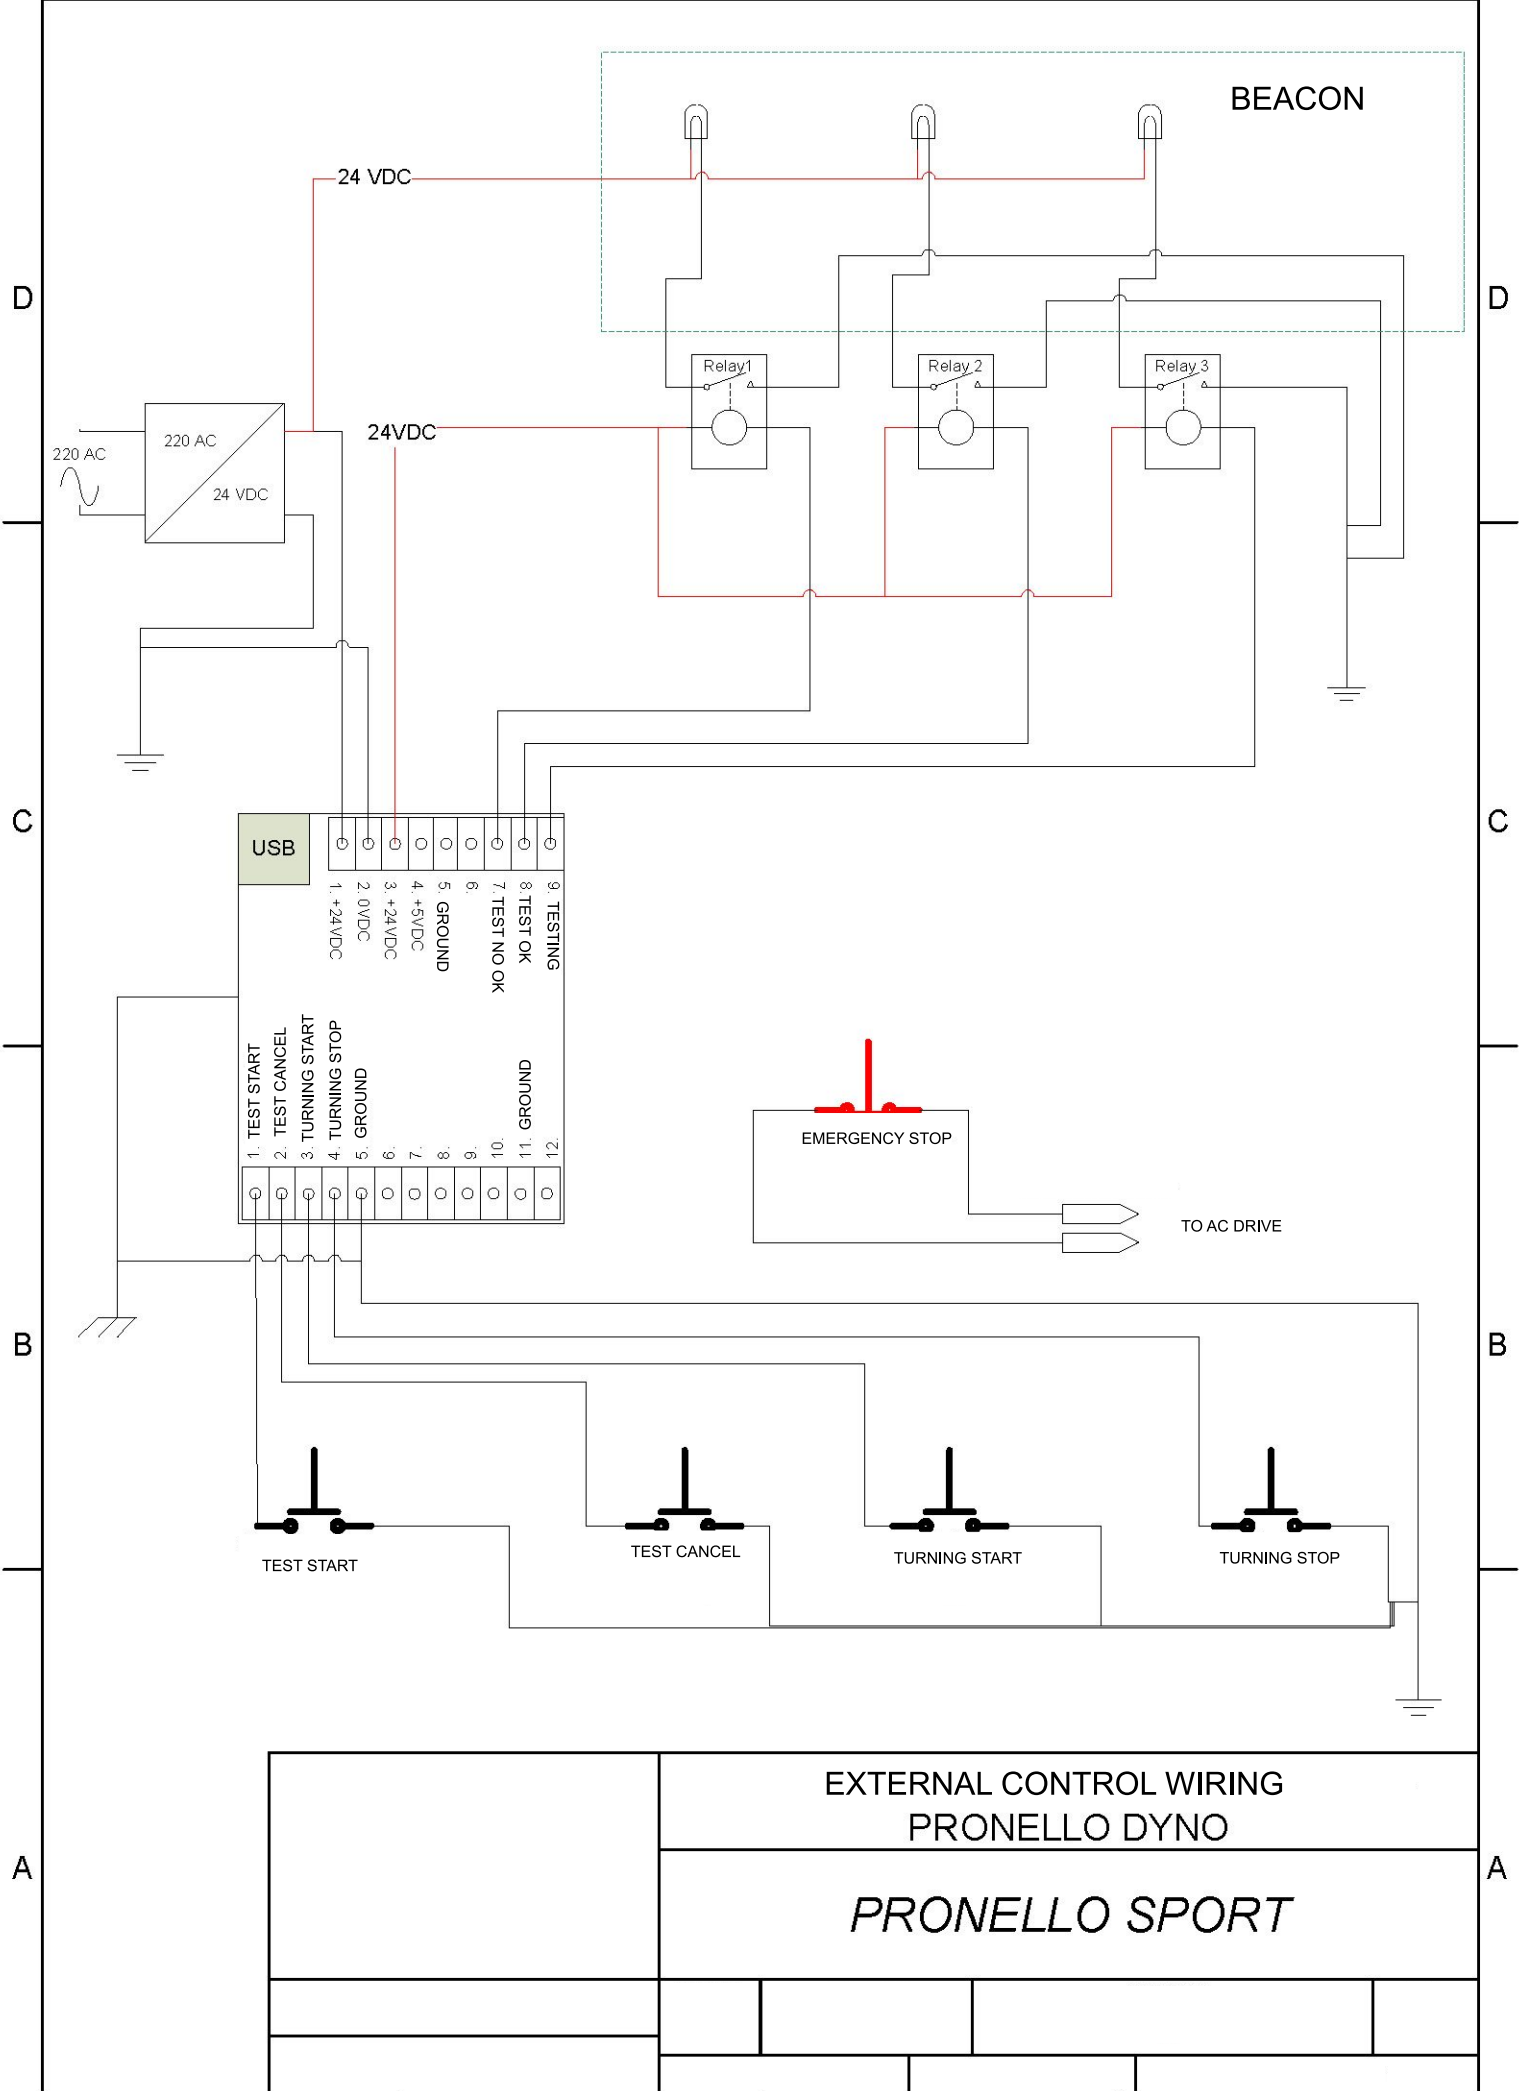 BEACON
24 VDC
D
D
Relay1
Relay 2
Relay 3
24VDC
220 AC
220 AC
24 VDC
C
C
USB
1. +24VDC
2. 0VDC
3. +24VDC
4. +5VDC
5. GROUND
6.
7. TEST NO OK
8. TEST OK
9. TESTING
1. TEST START
2. TEST CANCEL
3. TURNING START
4. TURNING STOP
5. GROUND
6.
7.
8.
9.
10.
11. GROUND
12.
EMERGENCY STOP
TO AC DRIVE
B
B
TEST START
TEST CANCEL
TURNING START
TURNING STOP
EXTERNAL CONTROL WIRING
PRONELLO DYNO
A
A
PRONELLO SPORT